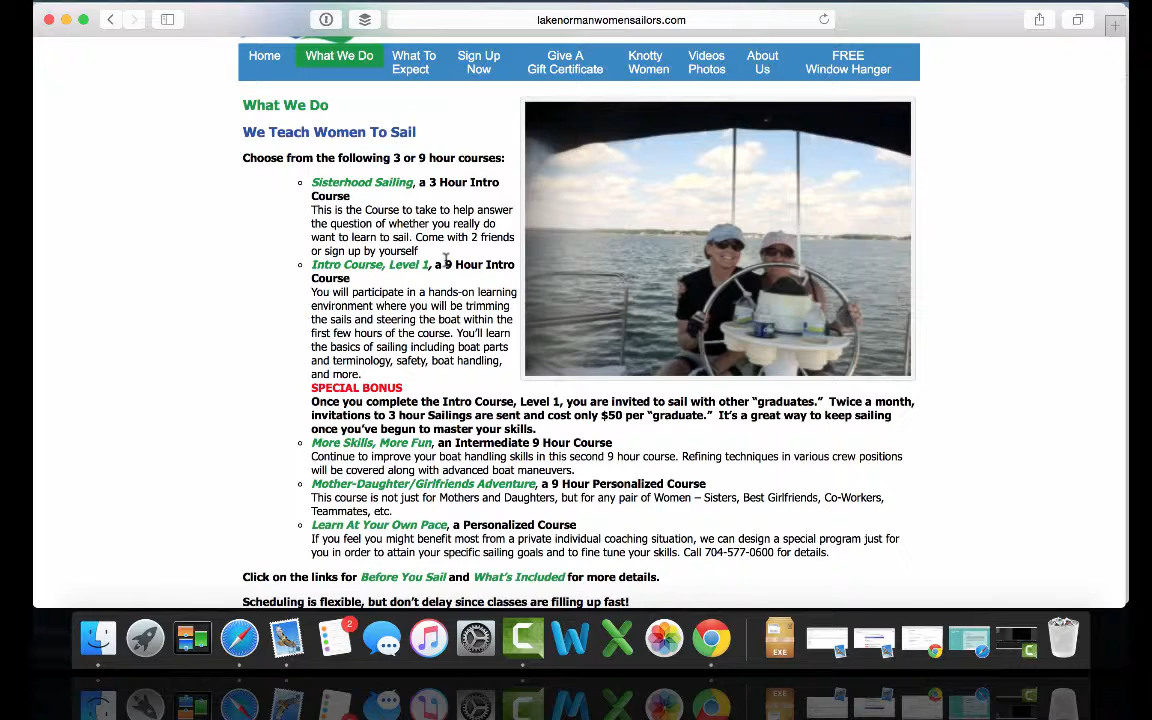 lakenormanwomensailors.com
Home
What We Do
What To
Expect
Sign Up
Now
Give A
Gift Certificate
Knotty
Women
Videos
Photos
About
Us
FREE
Window Hanger
What We Do
We Teach Women To Sail
Choose from the following 3 or 9 hour courses:
Sisterhood Sailing, a 3 Hour Intro
Course
This is the Course to take to help answer
the question of whether you really do
want to learn to sail. Come with 2 friends
or sign up by yourself
Intro Course, Level 1, a 9 Hour Intro
Course
You will participate in a hands-on learning
environment where you will be trimming
the sails and steering the boat within the
first few hours of the course. You'll learn
the basics of sailing including boat parts
and terminology, safety, boat handling,
and more.
SPECIAL BONUS
Once you complete the Intro Course, Level 1, you are invited to sail with other “graduates.” Twice a month,
invitations to 3 hour Sailings are sent and cost only $50 per “graduate.” It’s a great way to keep sailing
once you’ve begun to master your skills.
More Skills, More Fun, an Intermediate 9 Hour Course
Continue to improve your boat handling skills in this second 9 hour course. Refining techniques in various crew positions
will be covered along with advanced boat maneuvers.
Mother-Daughter/Girlfriends Adventure, a 9 Hour Personalized Course
This course is not just for Mothers and Daughters, but for any pair of Women – Sisters, Best Girlfriends, Co-Workers,
Teammates, etc.
Learn At Your Own Pace, a Personalized Course
If you feel you might benefit most from a private individual coaching situation, we can design a special program just for
you in order to attain your specific sailing goals and to fine tune your skills. Call 704-577-0600 for details.
Click on the links for Before You Sail and What’s Included for more details.
Scheduling is flexible, but don’t delay since classes are filling up fast!
2
EXE